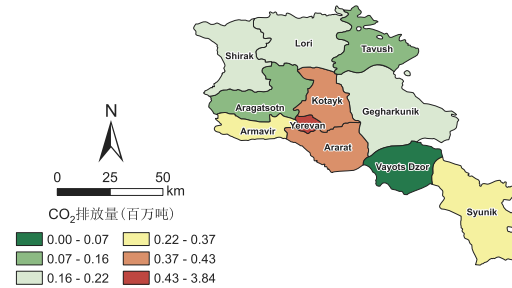 Shirak
Lori
Tavush
Aragatsotn
Kotayk
Gegharkunik
Armavir
Yerevan
Ararat
Vayots Dzor
Syunik
N
0 25 50
km
CO₂排放量(百万吨)
0.00 - 0.07
0.22 - 0.37
0.07 - 0.16
0.37 - 0.43
0.16 - 0.22
0.43 - 3.84